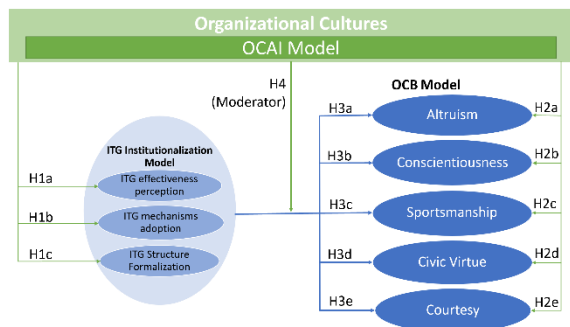 Organizational Cultures
OCAI Model
H4
(Moderator)
OCB Model
ITG Institutionalization
Model
H1a
ITG effectiveness
perception
H1b
ITG mechanisms
adoption
H1c
ITG Structure
Formalization
H3a
Altruism
H2a
H3b
Conscientiousness
H2b
H3c
Sportsmanship
H2c
H3d
Civic Virtue
H2d
H3e
Courtesy
H2e